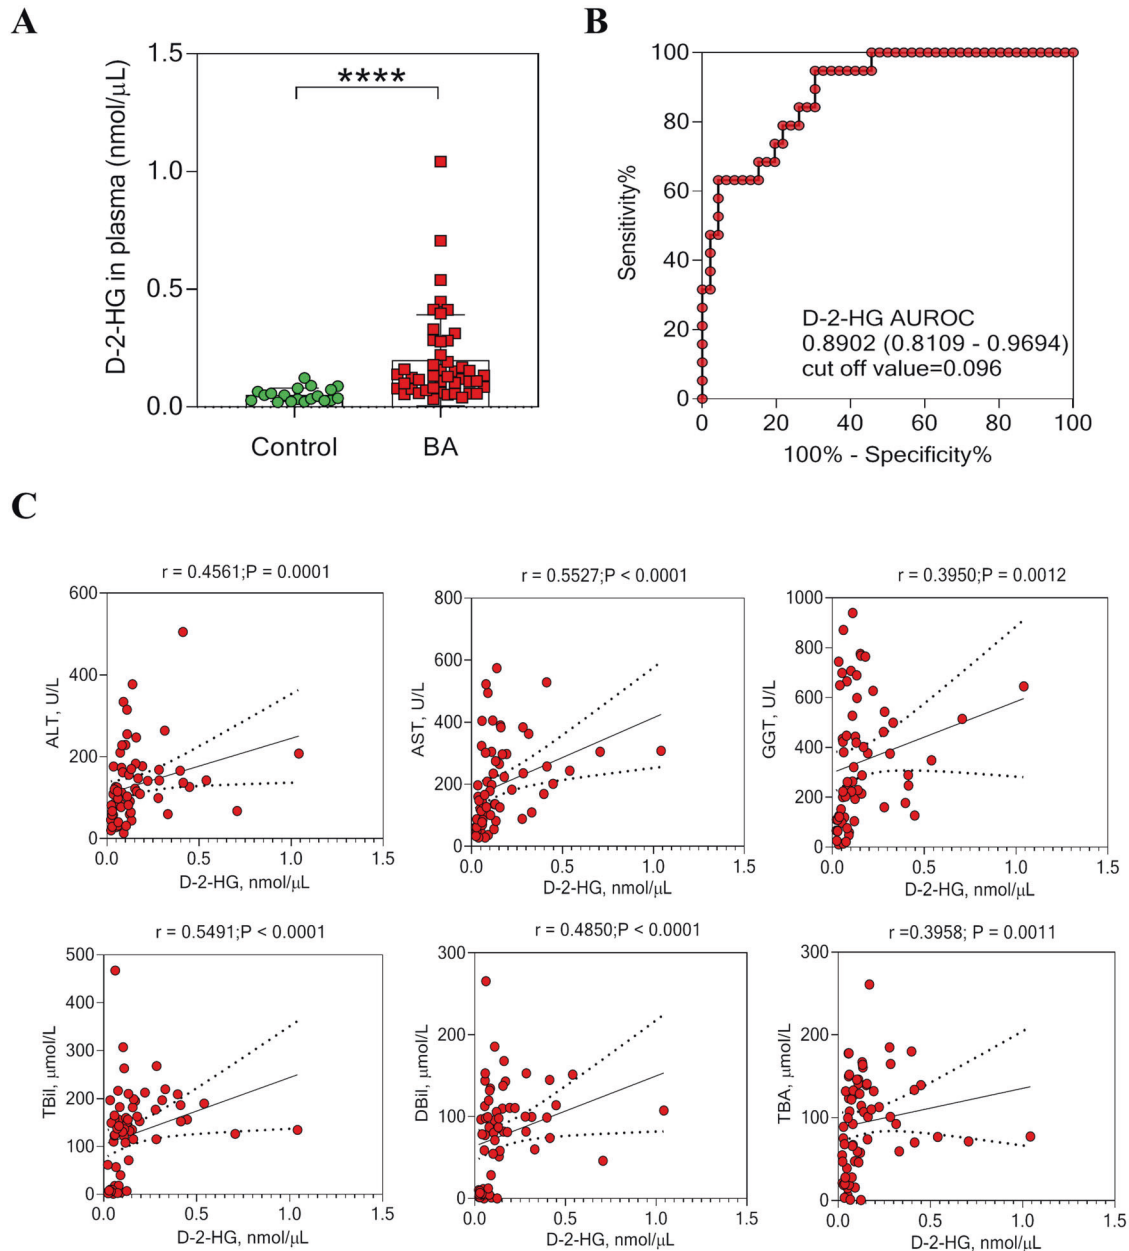 A
B
1.5
1.0
0.5
0.0
D-2-HG in plasma (nmol/μL)
****
Control
BA
100
80
60
40
20
0
Sensitivity%
D-2-HG AUROC
0.8902 (0.8109 - 0.9694)
cut off value=0.096
0
20
40
60
80
100
100% - Specificity%
C
r = 0.4561;P = 0.0001
600
400
200
0
ALT, U/L
0.0
0.5
1.0
1.5
D-2-HG, nmol/μL
r = 0.5527;P < 0.0001
800
600
400
200
0
AST, U/L
0.0
0.5
1.0
1.5
D-2-HG, nmol/μL
r = 0.3950;P = 0.0012
1000
800
600
400
200
0
GGT, U/L
0.0
0.5
1.0
1.5
D-2-HG, nmol/μL
r = 0.5491;P < 0.0001
500
400
300
200
100
0
TBil, μmol/L
0.0
0.5
1.0
1.5
D-2-HG, nmol/μL
r = 0.4850;P < 0.0001
300
200
100
0
DBil, μmol/L
0.0
0.5
1.0
1.5
D-2-HG, nmol/μL
r =0.3958; P = 0.0011
300
200
100
0
TBA, μmol/L
0.0
0.5
1.0
1.5
D-2-HG, nmol/μL